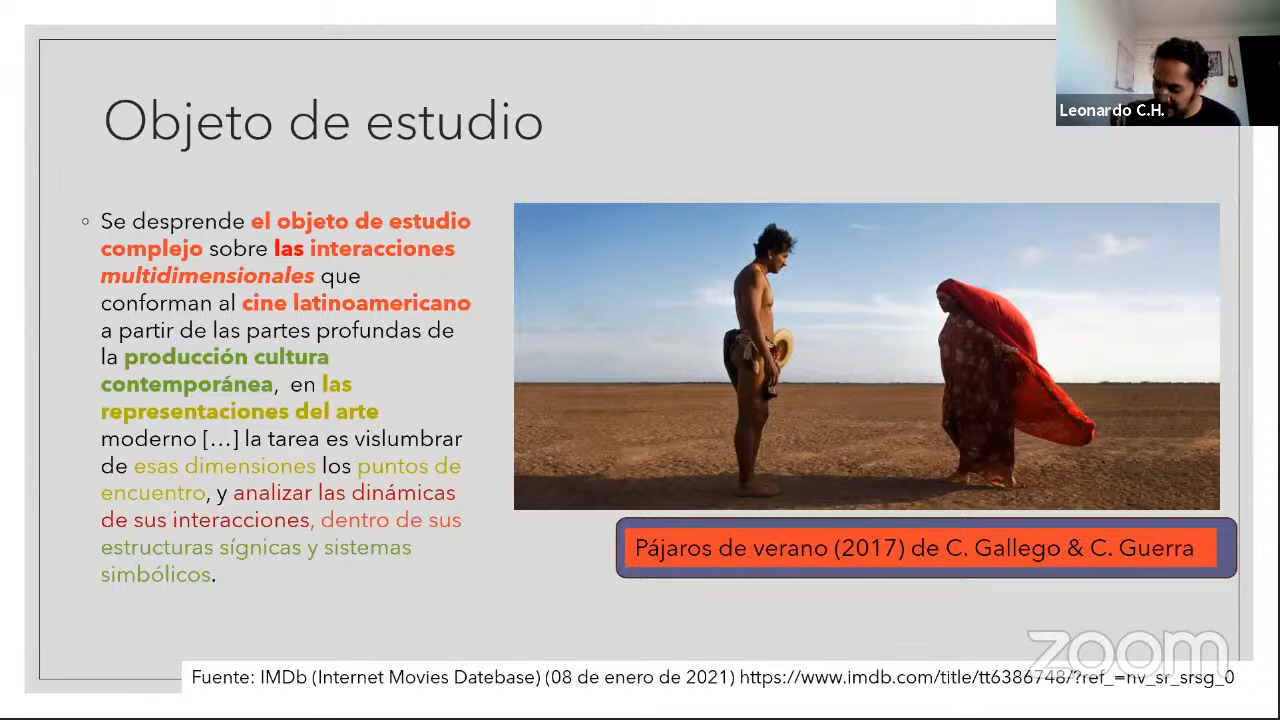 Leonardo C.H.
Objeto de estudio
Se desprende el objeto de estudio
complejo sobre las interacciones
multidimensionales que
conforman al cine latinoamericano
a partir de las partes profundas de
la producción cultura
contemporánea, en las
representaciones del arte
moderno […] la tarea es vislumbrar
de esas dimensiones los puntos de
encuentro, y analizar las dinámicas
de sus interacciones, dentro de sus
estructuras sígnicas y sistemas
simbólicos.
Pájaros de verano (2017) de C. Gallego & C. Guerra
zoom
Fuente: IMDb (Internet Movies Datebase) (08 de enero de 2021) https://www.imdb.com/title/tt6386748/?ref_=nv_sr_srsg_0